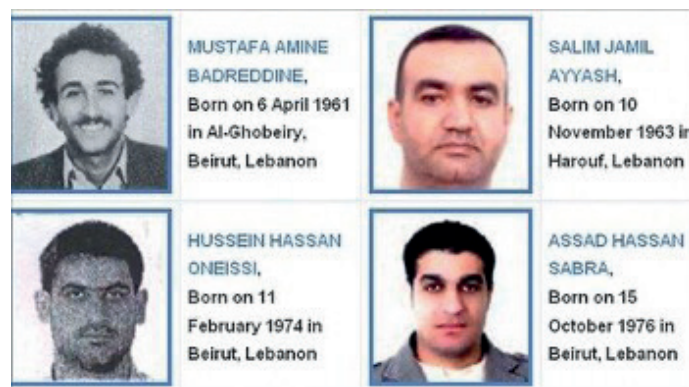 MUSTAFA AMINE
BADREDDINE,
Born on 6 April 1961
in Al-Ghobeiry,
Beirut, Lebanon
SALIM JAMIL
AYYASH,
Born on 10
November 1963 in
Harouf, Lebanon
HUSSEIN HASSAN
ONEISSI,
Born on 11
February 1974 in
Beirut, Lebanon
ASSAD HASSAN
SABRA,
Born on 15
October 1976 in
Beirut, Lebanon